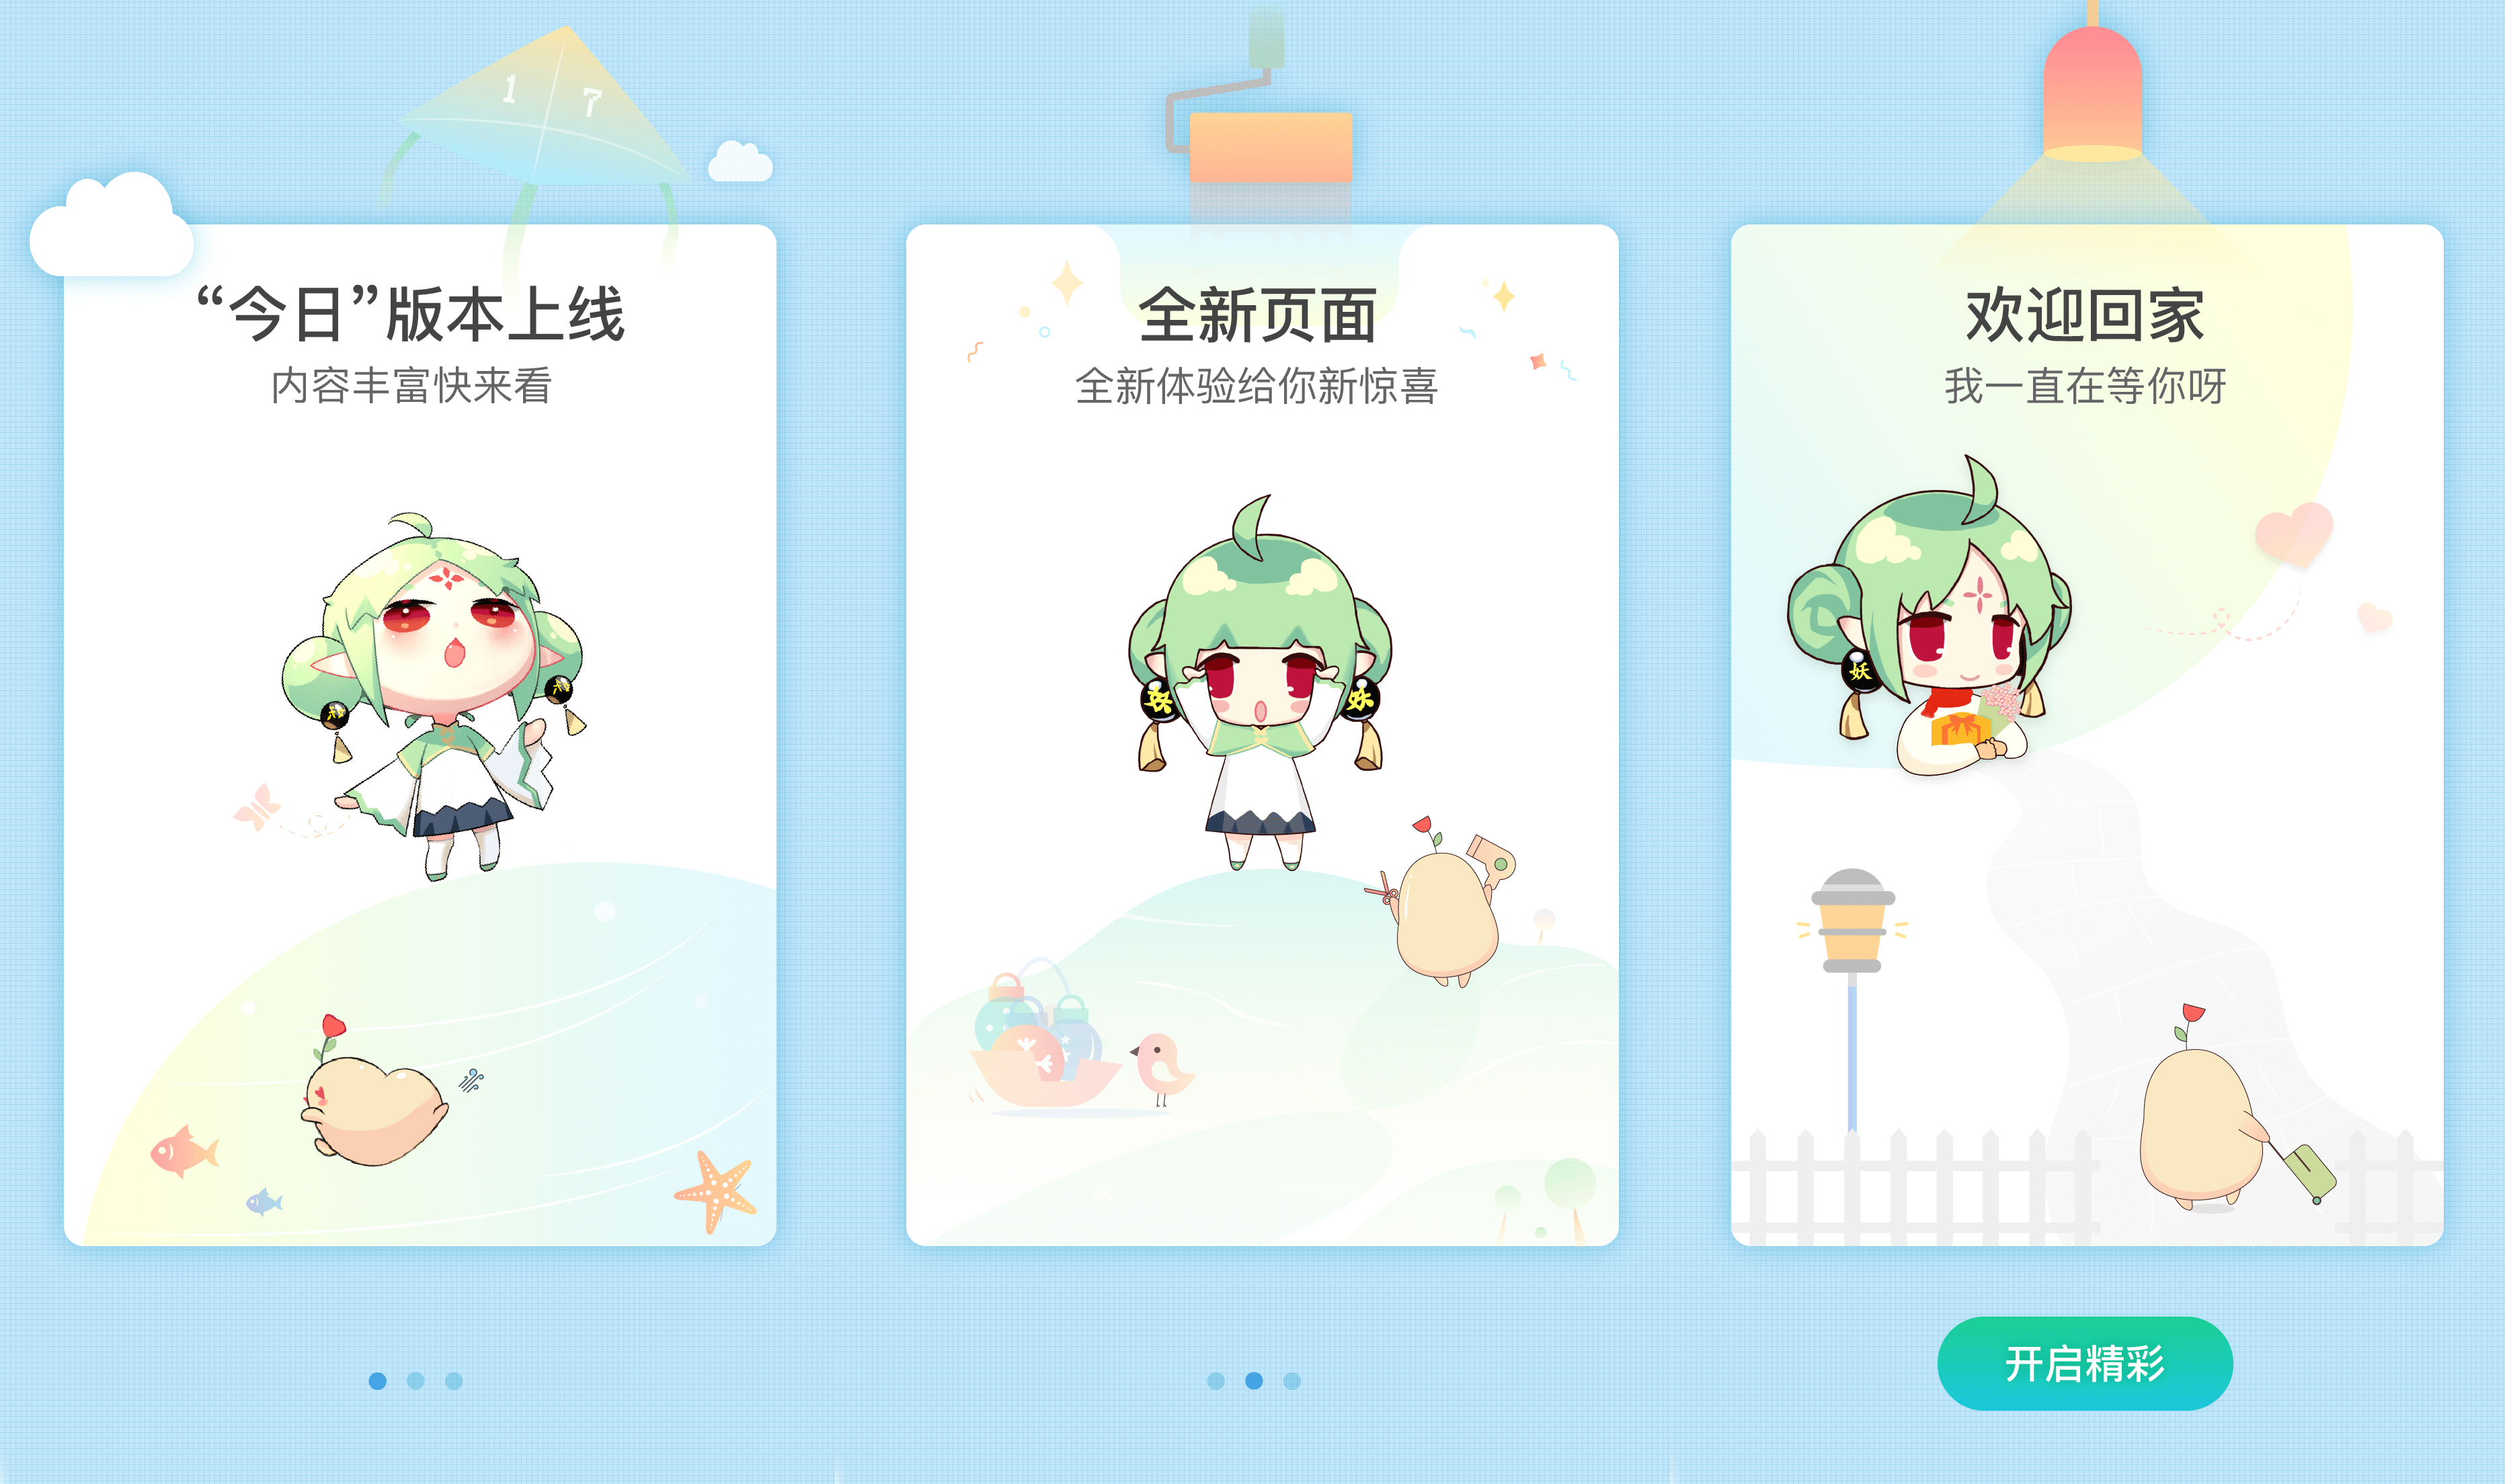 1 7
“今日”版本上线
内容丰富快来看
全新页面
全新体验给你新惊喜
妖 妖
欢迎回家
我一直在等你呀
妖
开启精彩